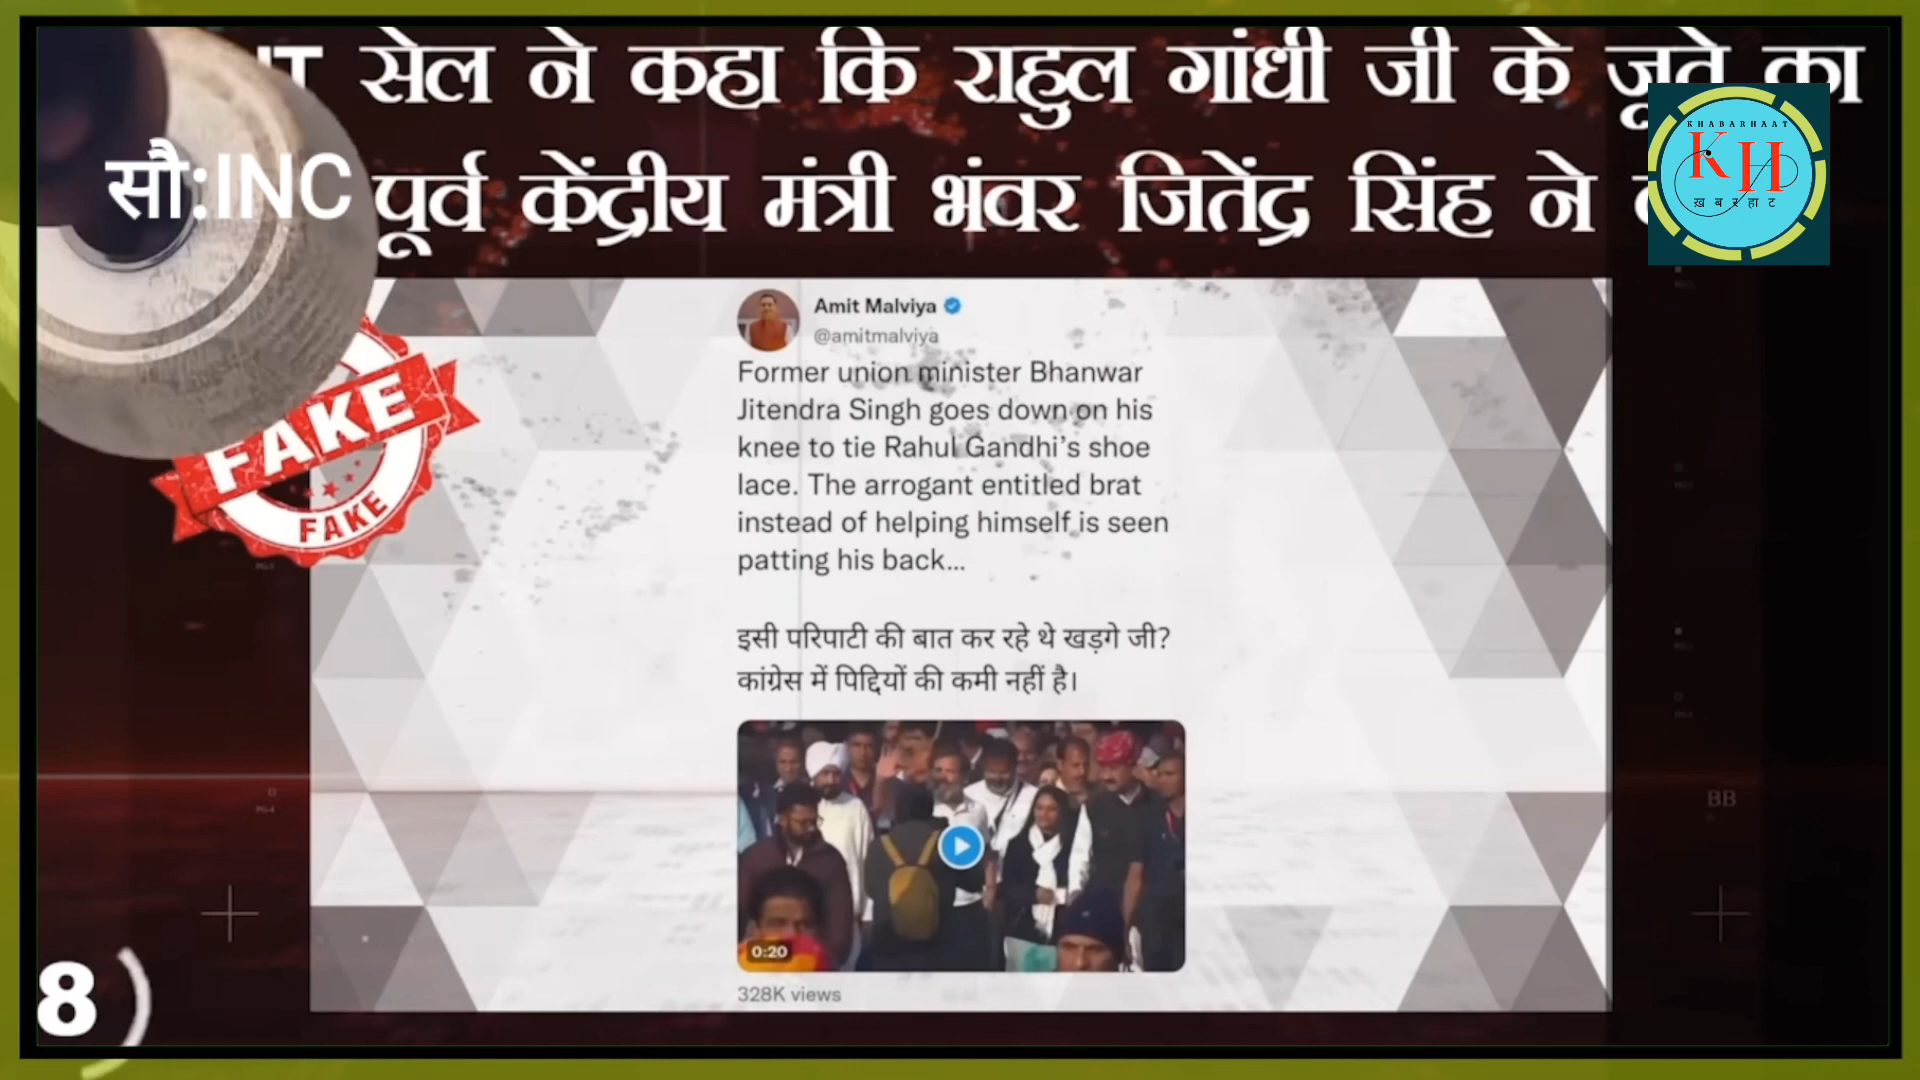 IT सेल ने कहा कि राहुल गांधी जी के जूते का
सौ:INC पूर्व केंद्रीय मंत्री भंवर जितेंद्र सिंह ने
KHABARHAAT
KH
ख़बरहाट
Amit Malviya
@amitmalviya
Former union minister Bhanwar
Jitendra Singh goes down on his
knee to tie Rahul Gandhi's shoe
lace. The arrogant entitled brat
instead of helping himself is seen
patting his back...
इसी परिपाटी की बात कर रहे थे खड़गे जी?
कांग्रेस में पिद्दियों की कमी नहीं है।
FAKE
FAKE
0:20
328K views
BB
8